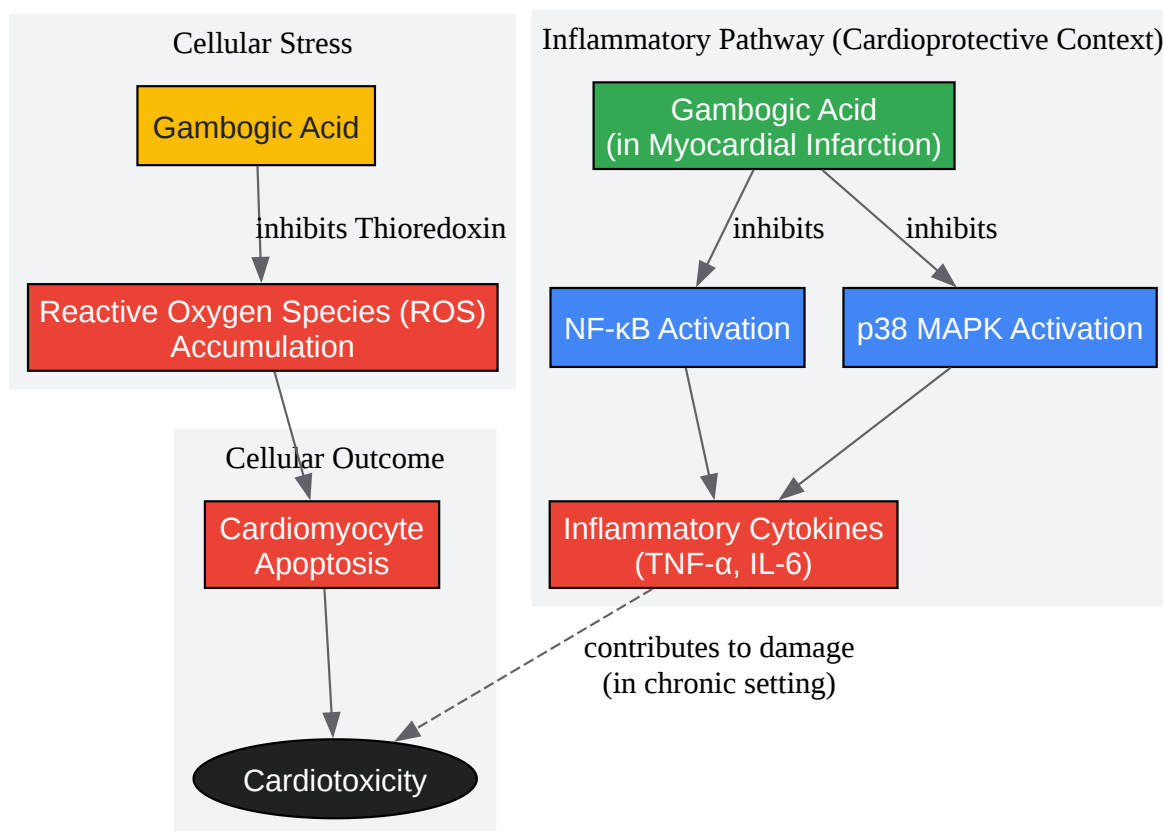 Cellular Stress
Gambogic Acid
inhibits Thioredoxin
Reactive Oxygen Species (ROS)
Accumulation
Inflammatory Pathway (Cardioprotective Context)
Gambogic Acid
(in Myocardial Infarction)
inhibits
inhibits
NF-κB Activation
p38 MAPK Activation
Inflammatory Cytokines
(TNF-α, IL-6)
contributes to damage
(in chronic setting)
Cellular Outcome
Cardiomyocyte
Apoptosis
Cardiotoxicity